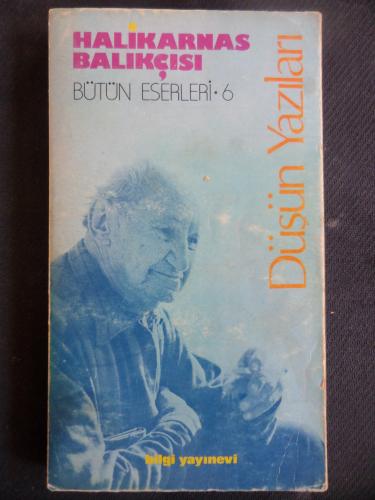 HALİKARNAS
BALIKÇISI
BÜTÜN ESERLERİ·6
Düşün Yazıları
bilgi yayınevi